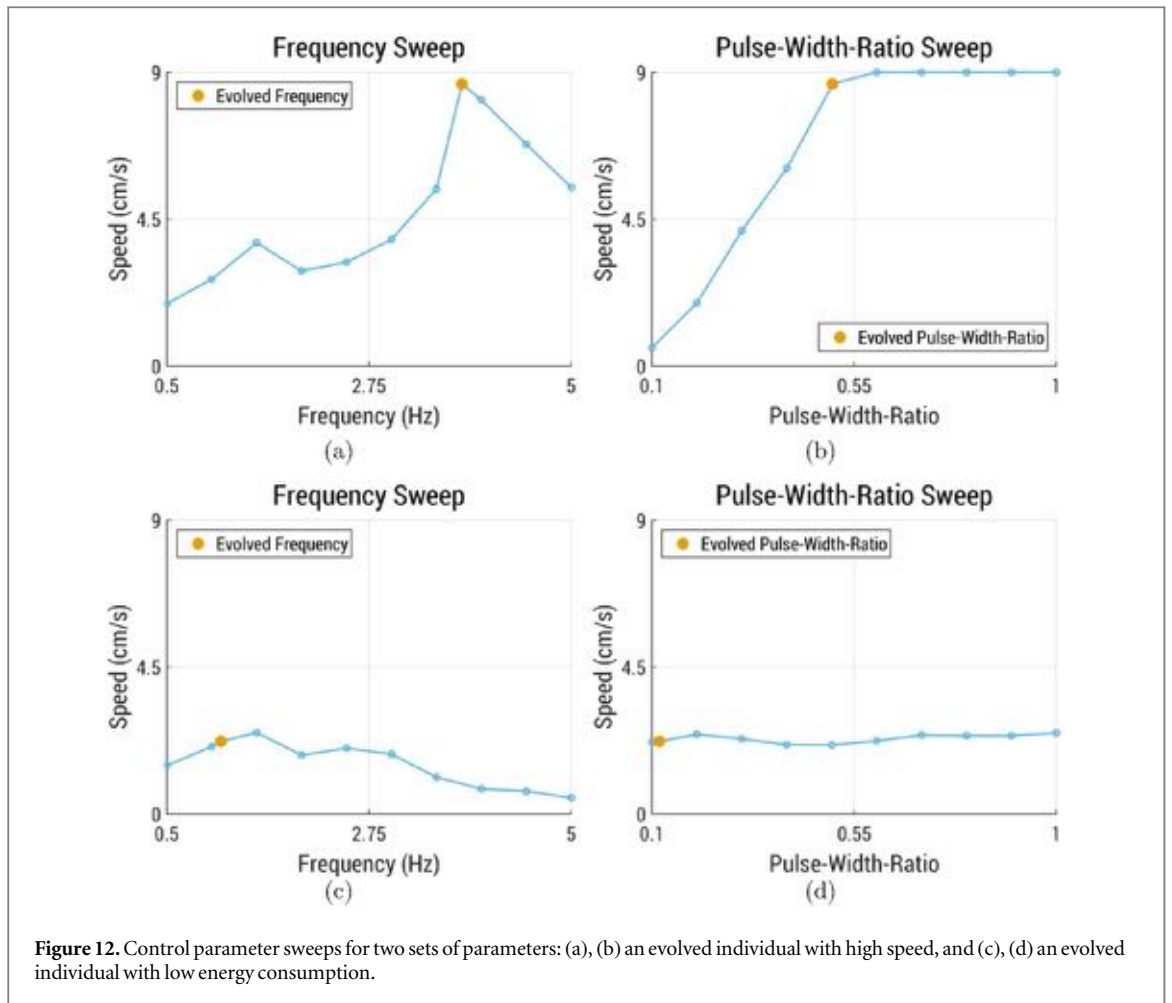 Frequency Sweep
9
Evolved Frequency
Speed (cm/s)
4.5
0
0.5 2.75 5
Frequency (Hz)
(a)
Pulse-Width-Ratio Sweep
9
Speed (cm/s)
4.5
Evolved Pulse-Width-Ratio
0
0.1 0.55 1
Pulse-Width-Ratio
(b)
Frequency Sweep
9
Evolved Frequency
Speed (cm/s)
4.5
0
0.5 2.75 5
Frequency (Hz)
(c)
Pulse-Width-Ratio Sweep
9
Evolved Pulse-Width-Ratio
Speed (cm/s)
4.5
0
0.1 0.55 1
Pulse-Width-Ratio
(d)
Figure 12. Control parameter sweeps for two sets of parameters: (a), (b) an evolved individual with high speed, and (c), (d) an evolved
individual with low energy consumption.